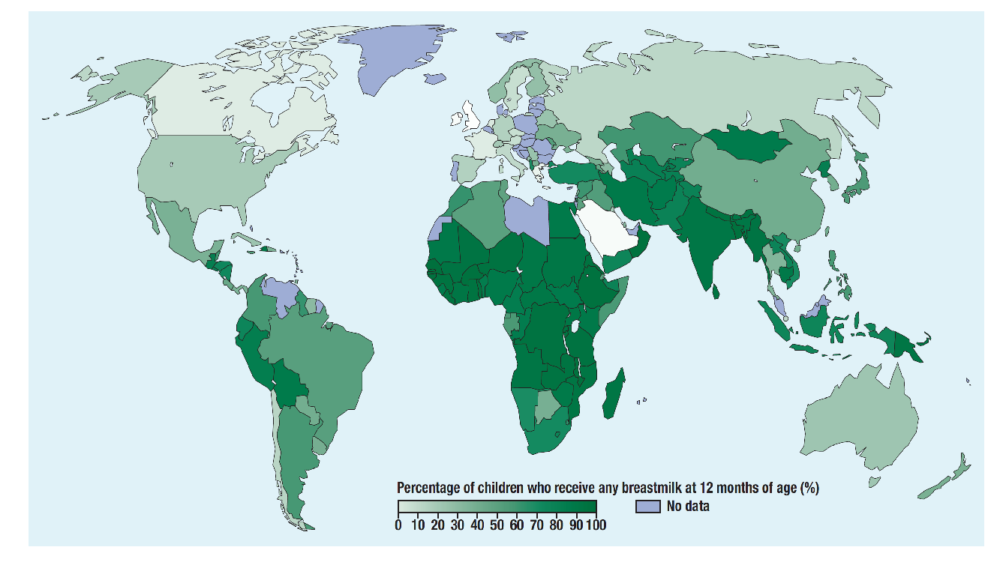 Percentage of children who receive any breastmilk at 12 months of age (%)
0 10 20 30 40 50 60 70 80 90 100
No data